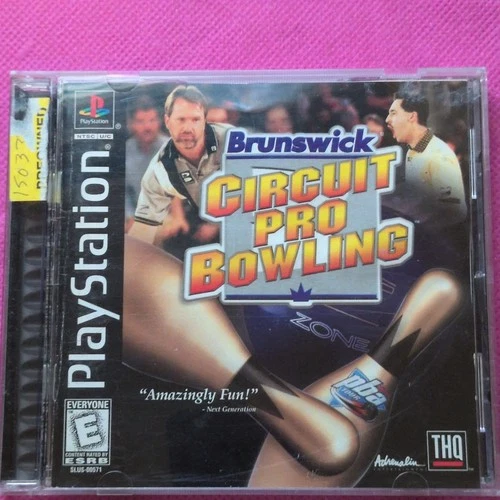 PlayStation
NTSC U/C
PlayStation
15037
PREOWNED
Brunswick
CIRCUIT
PRO
BOWLING
ZONE
pba
"Amazingly Fun!"
- Next Generation
EVERYONE
E
CONTENT RATED BY
ESRB
SLUS-00571
Adrenalin
ENTERTAINMENT
THQ